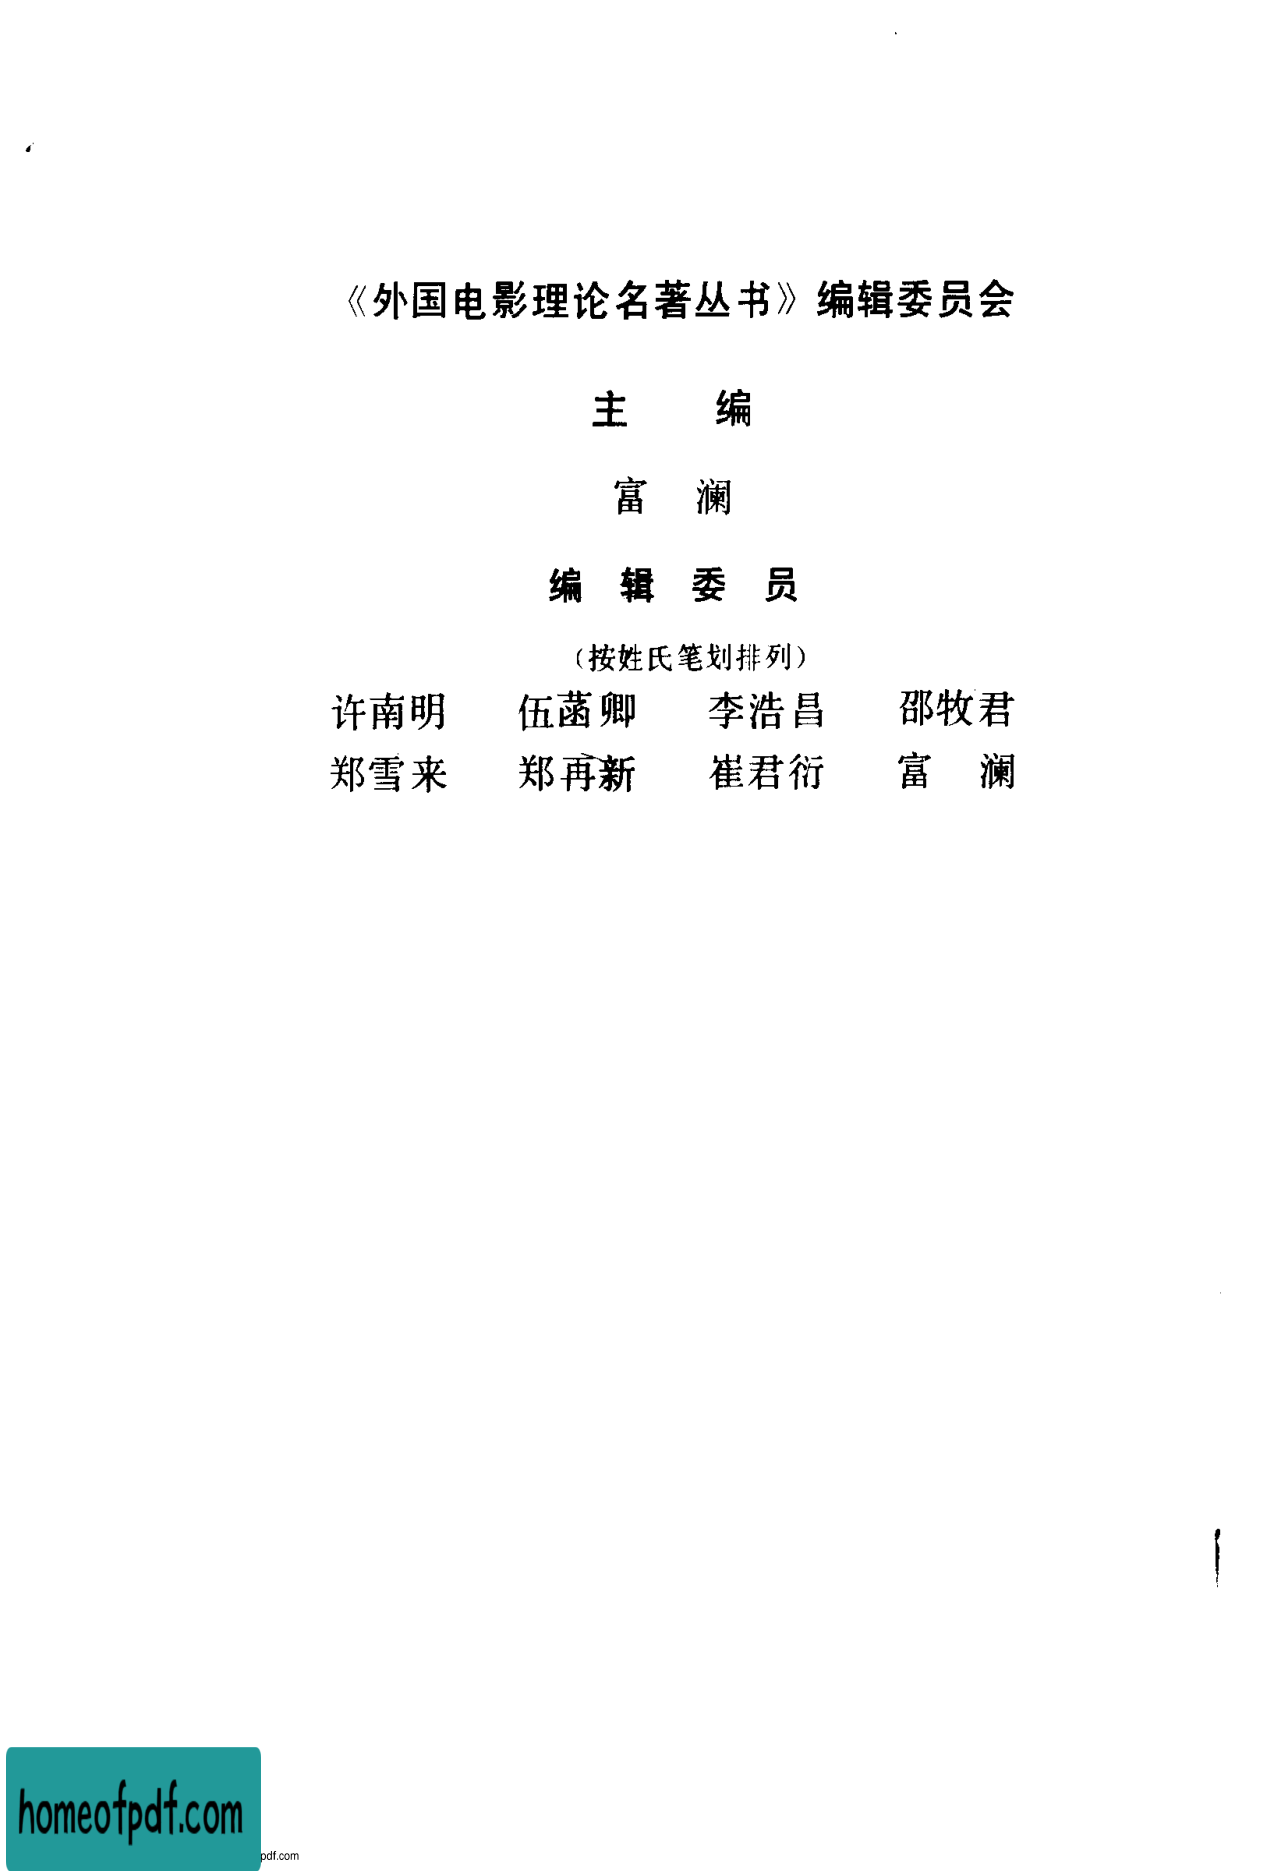 《外国电影理论名著丛书》编辑委员会
主 编
富 澜
编 辑 委 员
（按姓氏笔划排列）
许南明 伍菡卿 李浩昌 邵牧君
郑雪来 郑再新 崔君衍 富 澜
homeofpdf.com
pdf.com